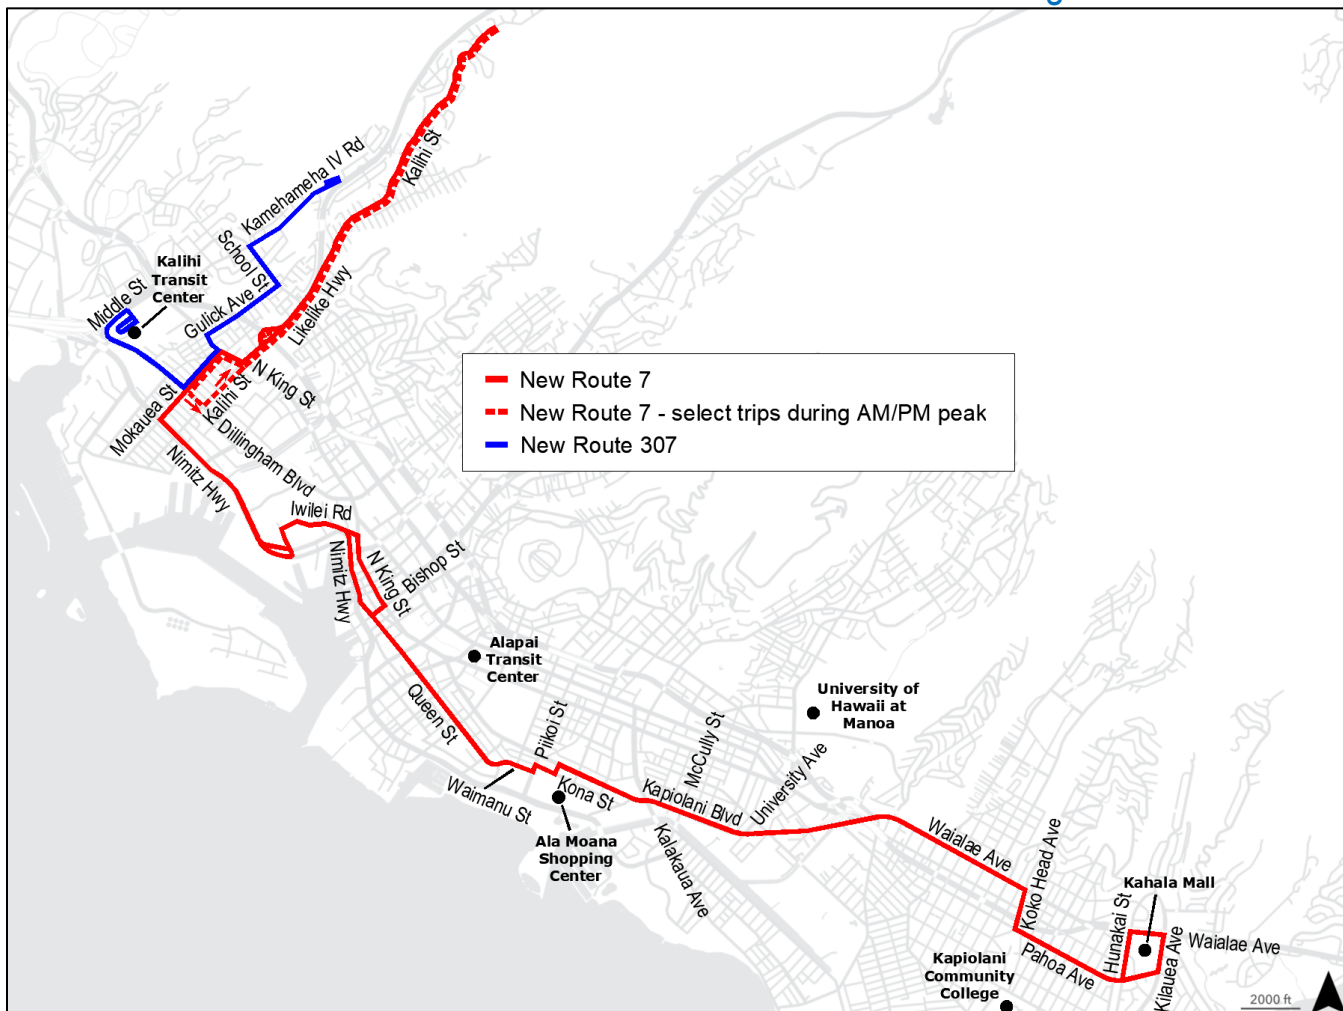 Kamehameha IV Rd
Kalihi St
School St
Kalihi
Transit
Center
Middle St
Gulick Ave
Likelike Hwy
N King St
Mokauea St
Kalihi St
Dillingham Blvd
Nimitz Hwy
New Route 7
New Route 7 - select trips during AM/PM peak
New Route 307
Iwilei Rd
Nimitz Hwy
N King St
Bishop St
Alapai
Transit
Center
Queen St
Piikoi St
Waimanu St
Kona St
Ala Moana
Shopping
Center
McCully St
University of
Hawaii at
Manoa
University Ave
Kapiolani Blvd
Kalakaua Ave
Waialae Ave
Koko Head Ave
Kahala Mall
Hunakai St
Waialae Ave
Kilauea Ave
Pahoa Ave
Kapiolani
Community
College
2000 ft